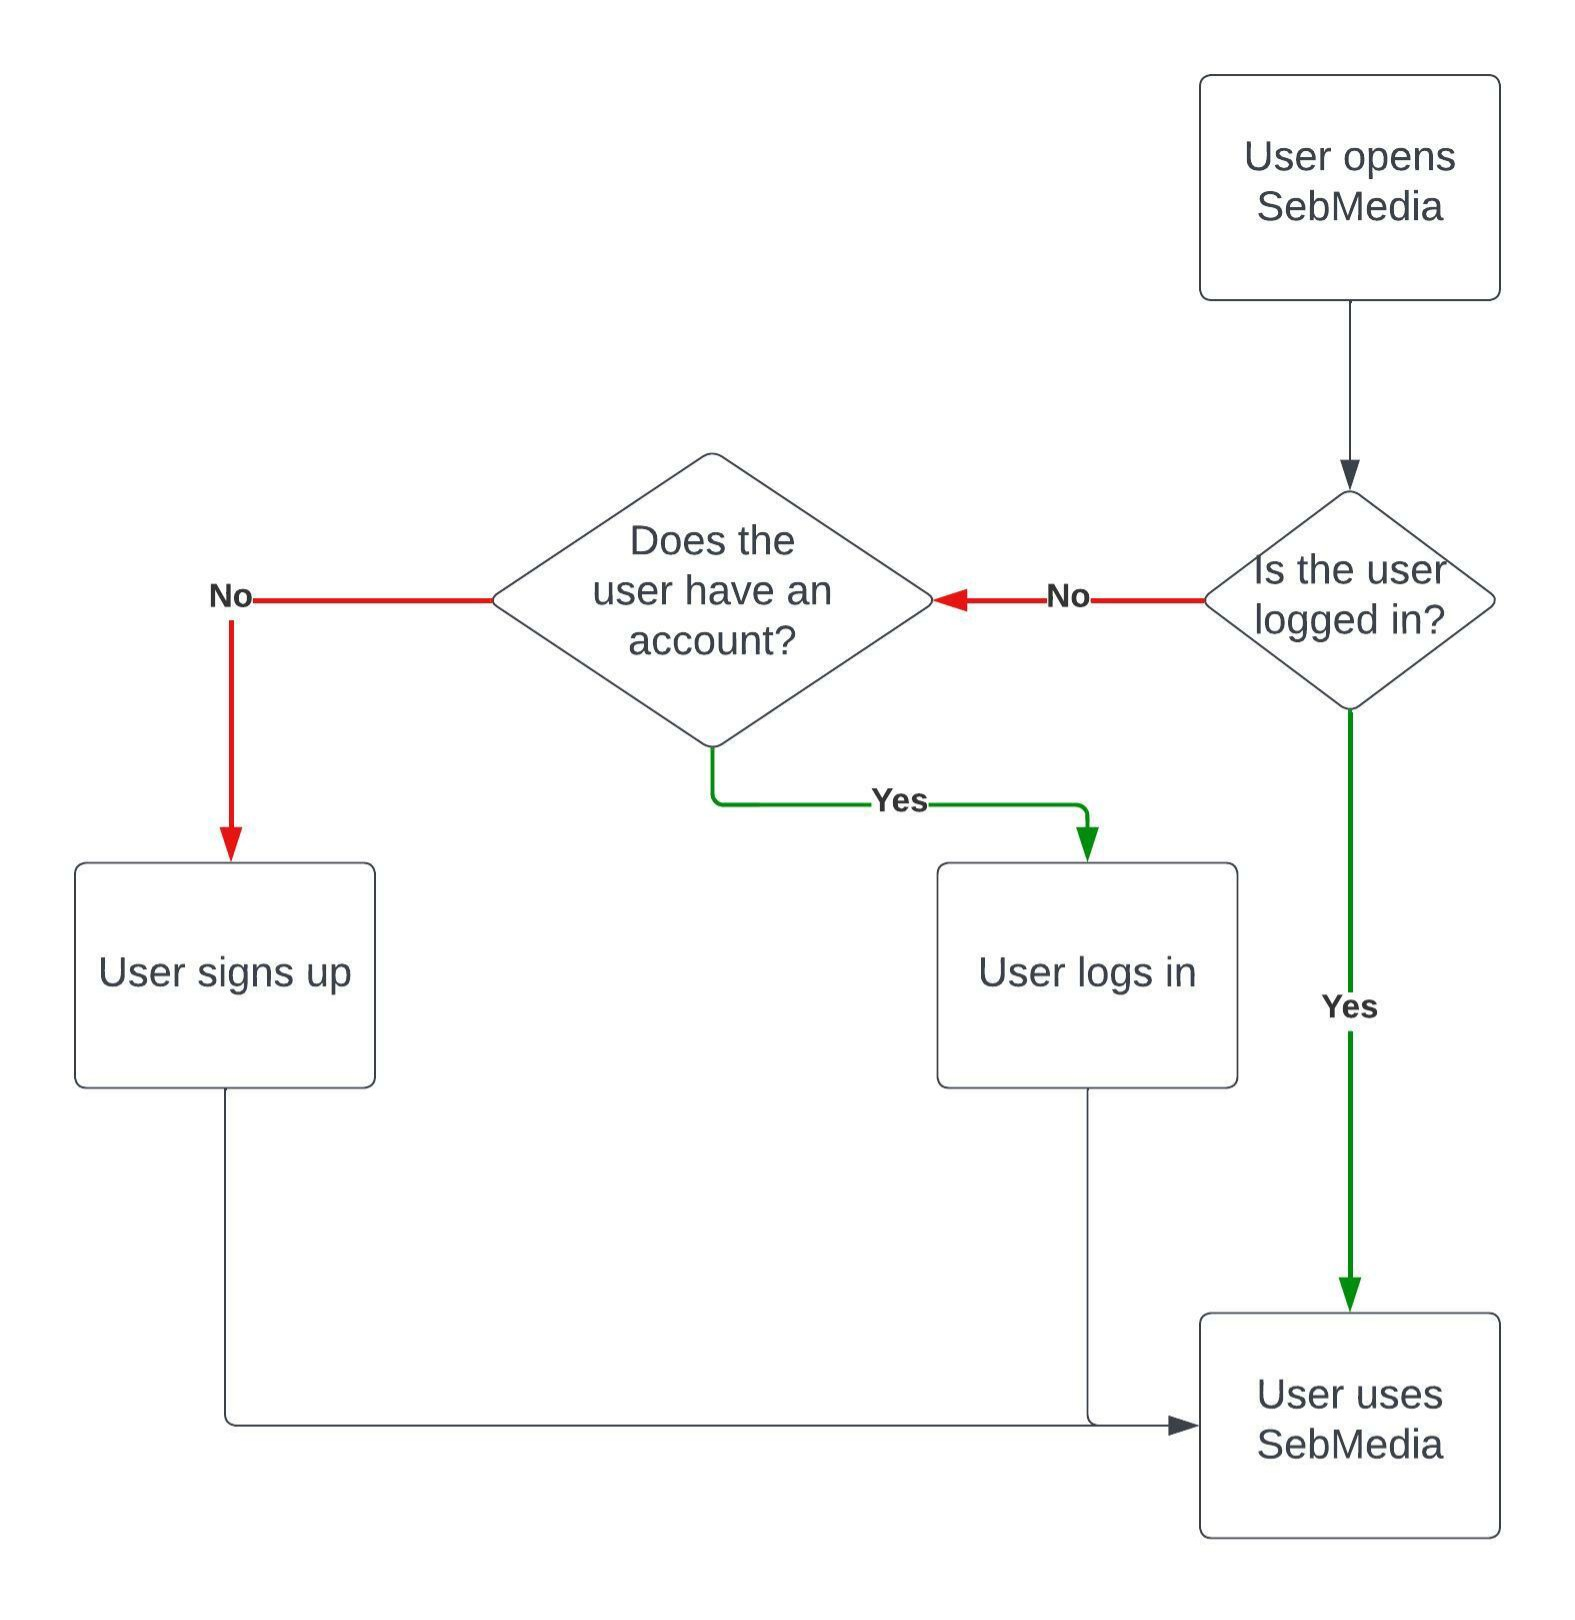 User opens
SebMedia
Is the user
logged in?
No
Does the
user have an
account?
No
Yes
User signs up
User logs in
Yes
User uses
SebMedia